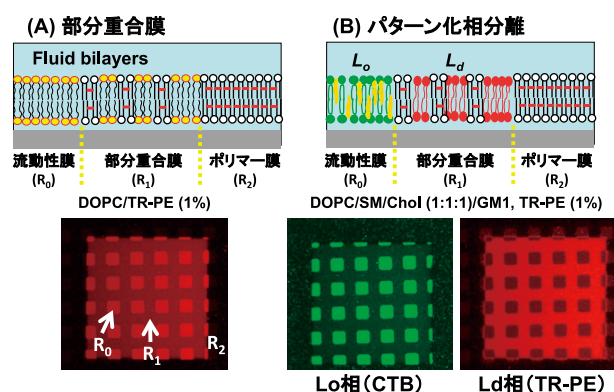 (A) 部分重合膜
Fluid bilayers
流動性膜
(R0)
部分重合膜
(R1)
ポリマー膜
(R2)
DOPC/TR-PE (1%)
R0
R1
R2
(B) パターン化相分離
Lo
Ld
流動性膜
(R0)
部分重合膜
(R1)
ポリマー膜
(R2)
DOPC/SM/Chol (1:1:1)/GM1, TR-PE (1%)
Lo相(CTB)
Ld相(TR-PE)